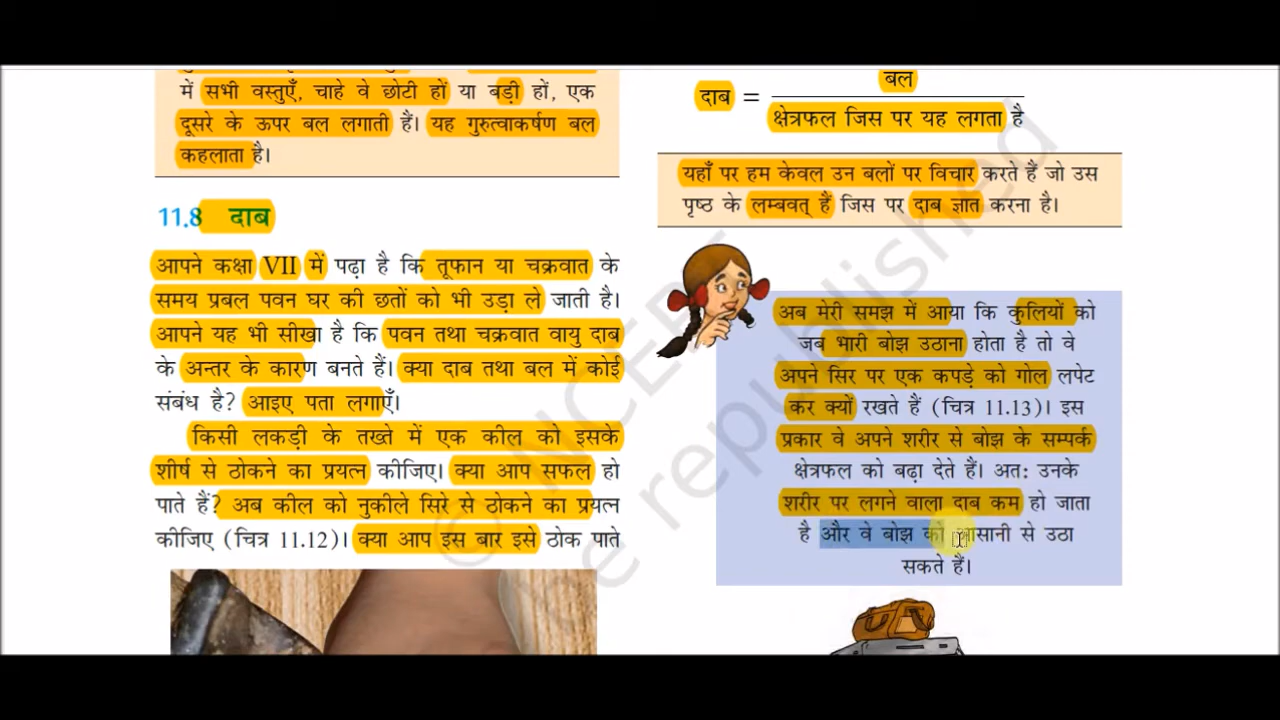 में सभी वस्तुएँ, चाहे वे छोटी हों या बड़ी हों, एक
दूसरे के ऊपर बल लगाती हैं। यह गुरुत्वाकर्षण बल
कहलाता है।
11.8 दाब
आपने कक्षा VII में पढ़ा है कि तूफान या चक्रवात के
समय प्रबल पवन घर की छतों को भी उड़ा ले जाती है।
आपने यह भी सीखा है कि पवन तथा चक्रवात वायु दाब
के अन्तर के कारण बनते हैं। क्या दाब तथा बल में कोई
संबंध है? आइए पता लगाएँ।
किसी लकड़ी के तख्ते में एक कील को इसके
शीर्ष से ठोकने का प्रयत्न कीजिए। क्या आप सफल हो
पाते हैं? अब कील को नुकीले सिरे से ठोकने का प्रयत्न
कीजिए (चित्र 11.12)। क्या आप इस बार इसे ठोक पाते
बल
दाब =
क्षेत्रफल जिस पर यह लगता है
यहाँ पर हम केवल उन बलों पर विचार करते हैं जो उस
पृष्ठ के लम्बवत् हैं जिस पर दाब ज्ञात करना है।
अब मेरी समझ में आया कि कुलियों को
जब भारी बोझ उठाना होता है तो वे
अपने सिर पर एक कपड़े को गोल लपेट
कर क्यों रखते हैं (चित्र 11.13)। इस
प्रकार वे अपने शरीर से बोझ के सम्पर्क
क्षेत्रफल को बढ़ा देते हैं। अत: उनके
शरीर पर लगने वाला दाब कम हो जाता
है और वे बोझ को आसानी से उठा
सकते हैं।
© NCERT
be republished